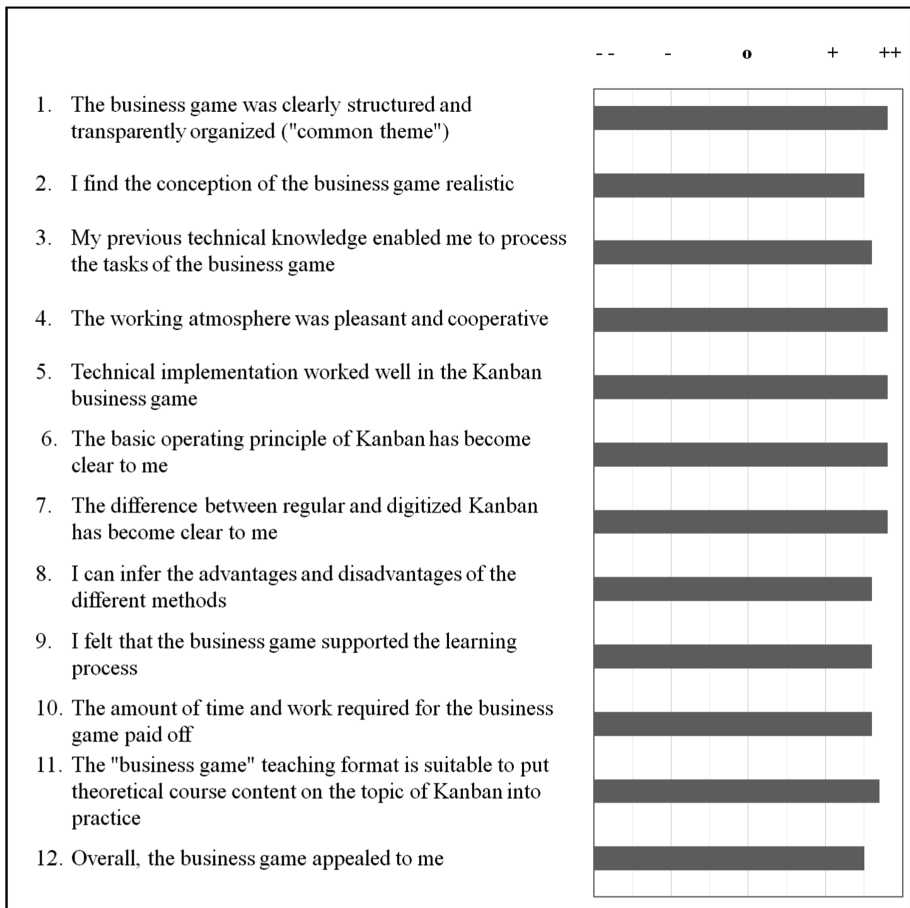 - - - o + ++
1. The business game was clearly structured and
transparently organized ("common theme")
2. I find the conception of the business game realistic
3. My previous technical knowledge enabled me to process
the tasks of the business game
4. The working atmosphere was pleasant and cooperative
5. Technical implementation worked well in the Kanban
business game
6. The basic operating principle of Kanban has become
clear to me
7. The difference between regular and digitized Kanban
has become clear to me
8. I can infer the advantages and disadvantages of the
different methods
9. I felt that the business game supported the learning
process
10. The amount of time and work required for the business
game paid off
11. The "business game" teaching format is suitable to put
theoretical course content on the topic of Kanban into
practice
12. Overall, the business game appealed to me